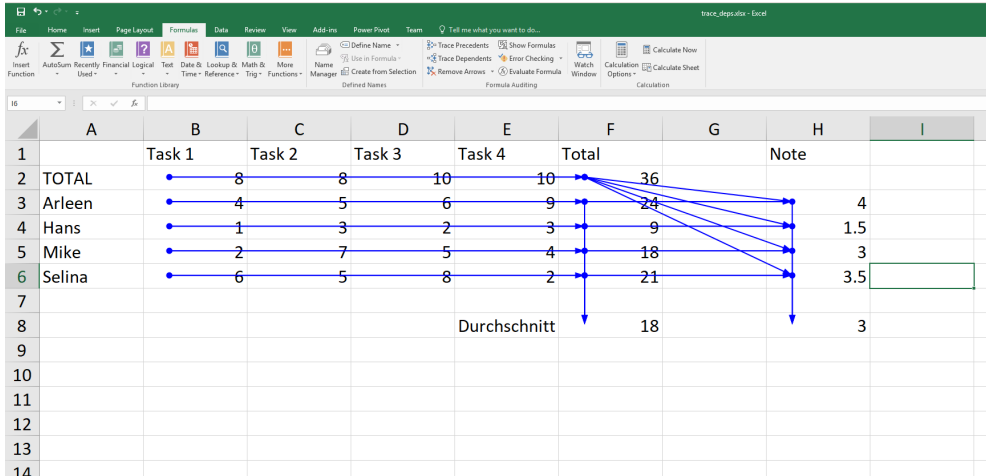 trace_deps.xlsx - Excel
File Home Insert Page Layout Formulas Data Review View Add-ins Power Pivot Team Tell me what you want to do...
fx Σ ? A θ
Insert Function
AutoSum
Recently Used
Financial
Logical
Text
Date & Time
Lookup & Reference
Math & Trig
More Functions
Function Library
Name Manager
Define Name
Use in Formula
Create from Selection
Defined Names
Trace Precedents
Trace Dependents
Remove Arrows
Show Formulas
Error Checking
Evaluate Formula
Formula Auditing
Watch Window
Calculation Options
Calculate Now
Calculate Sheet
Calculation
I6 fx
A B C D E F G H I
1 Task 1 Task 2 Task 3 Task 4 Total Note
2 TOTAL 8 8 10 10 36
3 Arleen 4 5 6 9 24 4
4 Hans 1 3 2 3 9 1.5
5 Mike 2 7 5 4 18 3
6 Selina 6 5 8 2 21 3.5
7
8 Durchschnitt 18 3
9
10
11
12
13
14